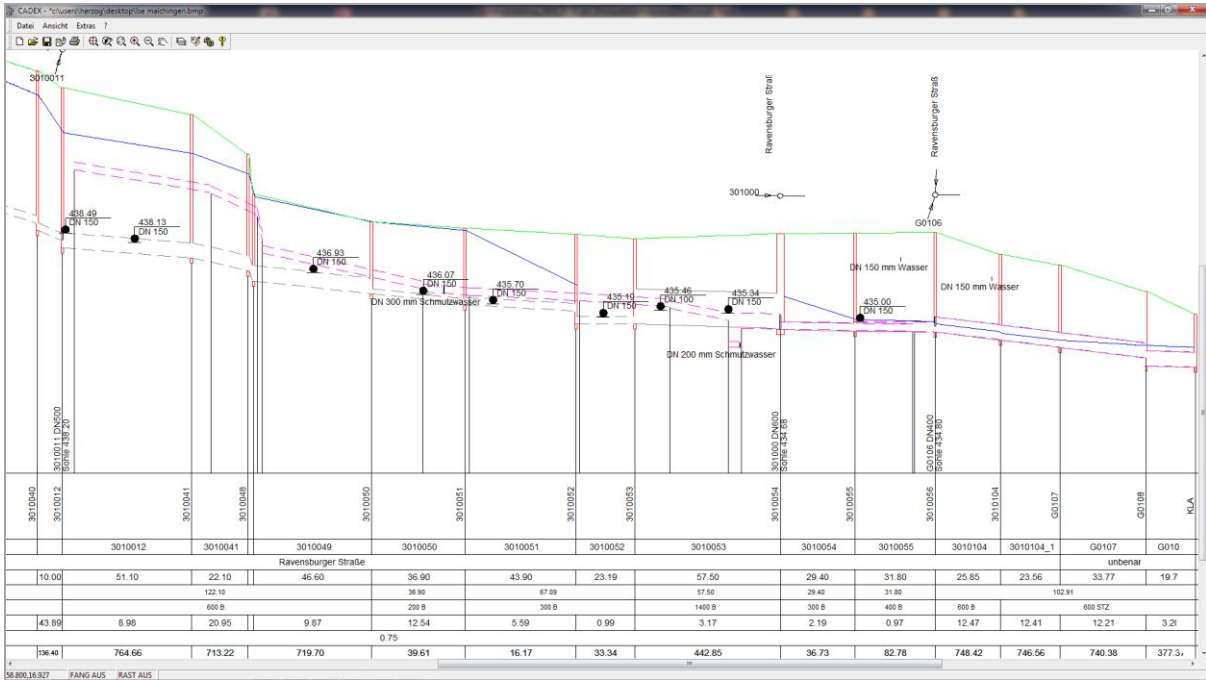 CADEX - *c\users\herzog\desktop\lse maichingen.bmp
Datei Ansicht Extras ?
3010011
Ravensburger Straß
Ravensburger Straß
301000
G0106
438.49
DN 150
438.13
DN 150
436.93
DN 150
436.07
DN 150
435.70
DN 150
435.19
DN 150
435.46
DN 100
435.34
DN 150
435.00
DN 150
DN 150 mm Wasser
DN 150 mm Wasser
DN 300 mm Schmutzwasser
DN 200 mm Schmutzwasser
3010011 DN500
Sohle 438.20
301000 DN600
Sohle 434.68
G0106 DN400
Sohle 434.80
3010040 3010012 3010041 3010048 3010050 3010051 3010052 3010053 3010054 3010055 3010056 3010104 G0107 G0108 KLA
3010012 3010041 3010049 3010050 3010051 3010052 3010053 3010054 3010055 3010104 3010104_1 G0107 G010
Ravensburger Straße unbenar
10.00 51.10 22.10 46.60 36.90 43.90 23.19 57.50 29.40 31.80 25.85 23.56 33.77 19.7
122.10 36.90 67.09 57.50 29.40 31.80 102.91
600 B 200 B 300 B 1400 B 300 B 400 B 600 B 600 STZ
43.89 8.98 20.95 9.87 12.54 5.59 0.99 3.17 2.19 0.97 12.47 12.41 12.21 3.20
0.75
136.40 764.66 713.22 719.70 39.61 16.17 33.34 442.85 36.73 82.78 748.42 746.56 740.38 377.3
58.800,16.927 FANG AUS RAST AUS